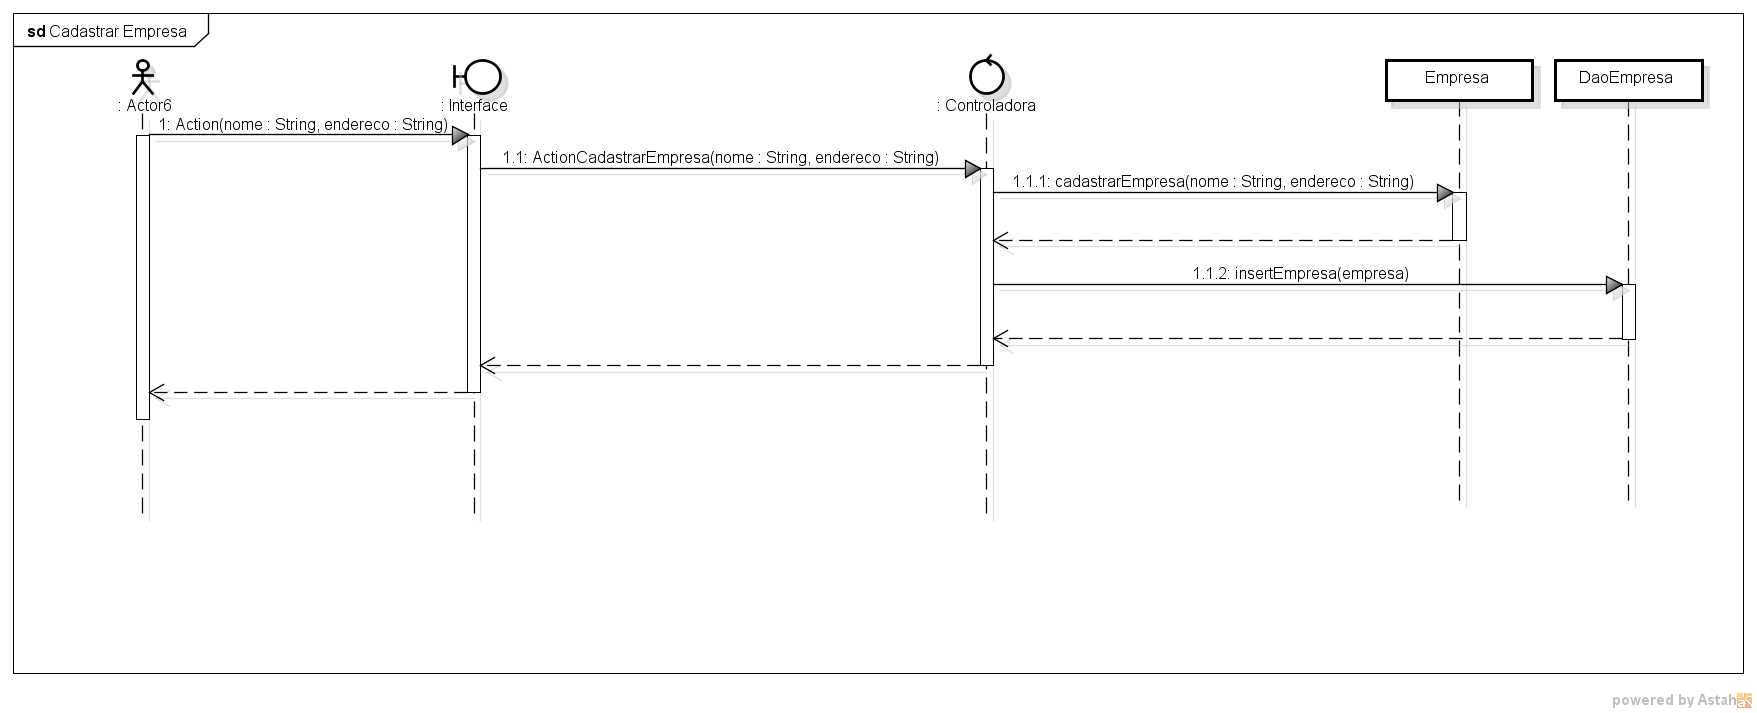 sd Cadastrar Empresa
: Actor6
: Interface
: Controladora
Empresa
DaoEmpresa
1: Action(nome : String, endereco : String)
1.1: ActionCadastrarEmpresa(nome : String, endereco : String)
1.1.1: cadastrarEmpresa(nome : String, endereco : String)
1.1.2: insertEmpresa(empresa)
powered by Astah